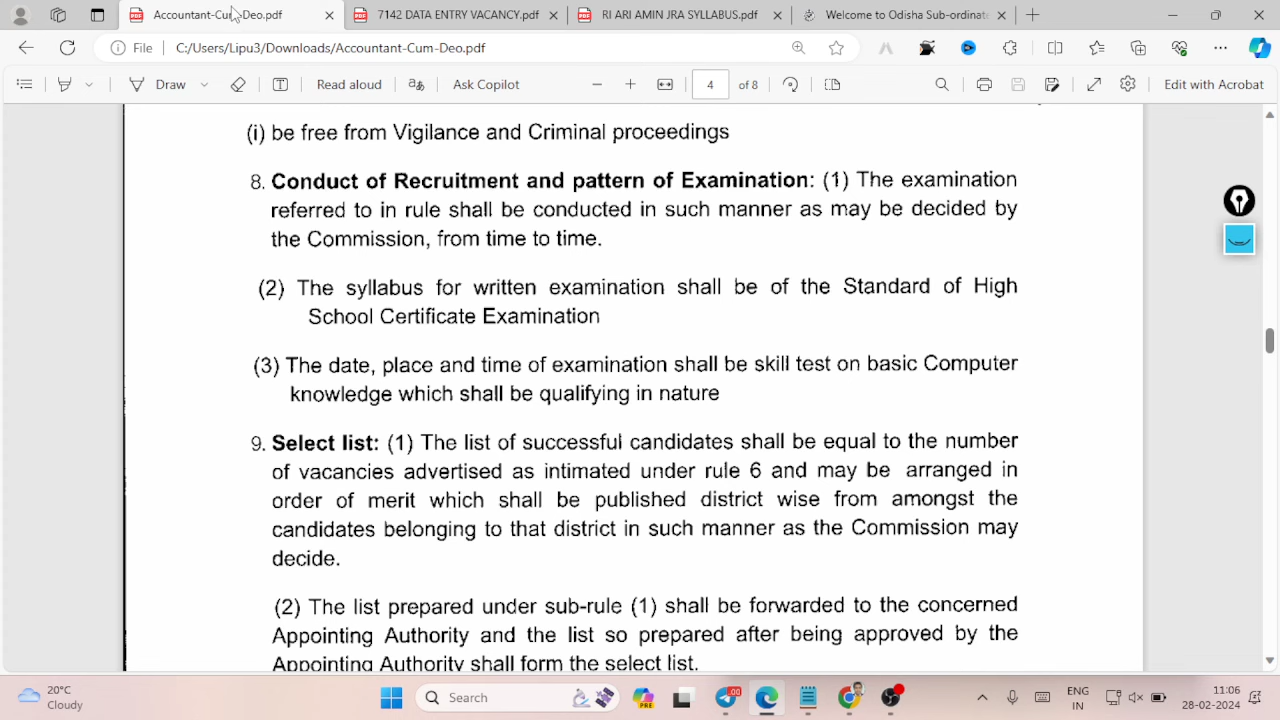 Accountant-Cum-Deo.pdf
7142 DATA ENTRY VACANCY.pdf
RI ARI AMIN JRA SYLLABUS.pdf
Welcome to Odisha Sub-ordinate
File
C:/Users/Lipu3/Downloads/Accountant-Cum-Deo.pdf
Draw
Read aloud
Ask Copilot
4 of 8
Edit with Acrobat
(i) be free from Vigilance and Criminal proceedings
8. Conduct of Recruitment and pattern of Examination: (1) The examination
referred to in rule shall be conducted in such manner as may be decided by
the Commission, from time to time.
(2) The syllabus for written examination shall be of the Standard of High
School Certificate Examination
(3) The date, place and time of examination shall be skill test on basic Computer
knowledge which shall be qualifying in nature
9. Select list: (1) The list of successful candidates shall be equal to the number
of vacancies advertised as intimated under rule 6 and may be arranged in
order of merit which shall be published district wise from amongst the
candidates belonging to that district in such manner as the Commission may
decide.
(2) The list prepared under sub-rule (1) shall be forwarded to the concerned
Appointing Authority and the list so prepared after being approved by the
Appointing Authority shall form the select list.
20°C
Cloudy
Search
PRE
.00
ENG
IN
11:06
28-02-2024